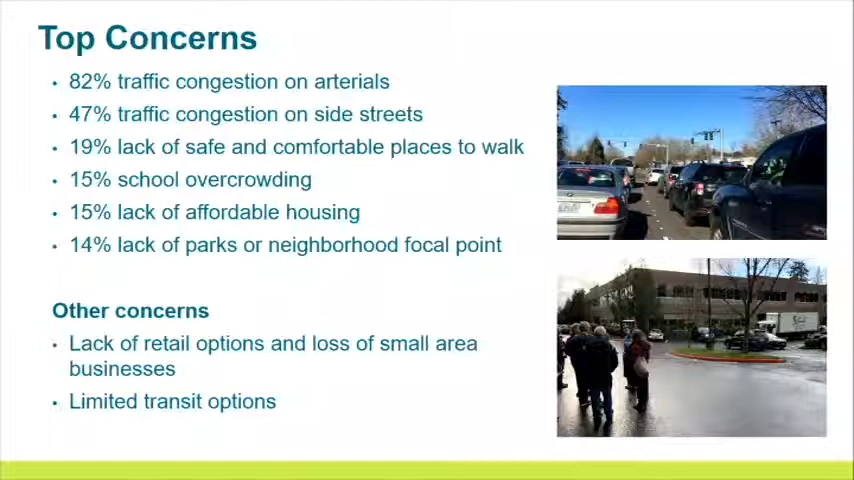 Top Concerns
• 82% traffic congestion on arterials
• 47% traffic congestion on side streets
• 19% lack of safe and comfortable places to walk
• 15% school overcrowding
• 15% lack of affordable housing
• 14% lack of parks or neighborhood focal point
Other concerns
• Lack of retail options and loss of small area
businesses
• Limited transit options